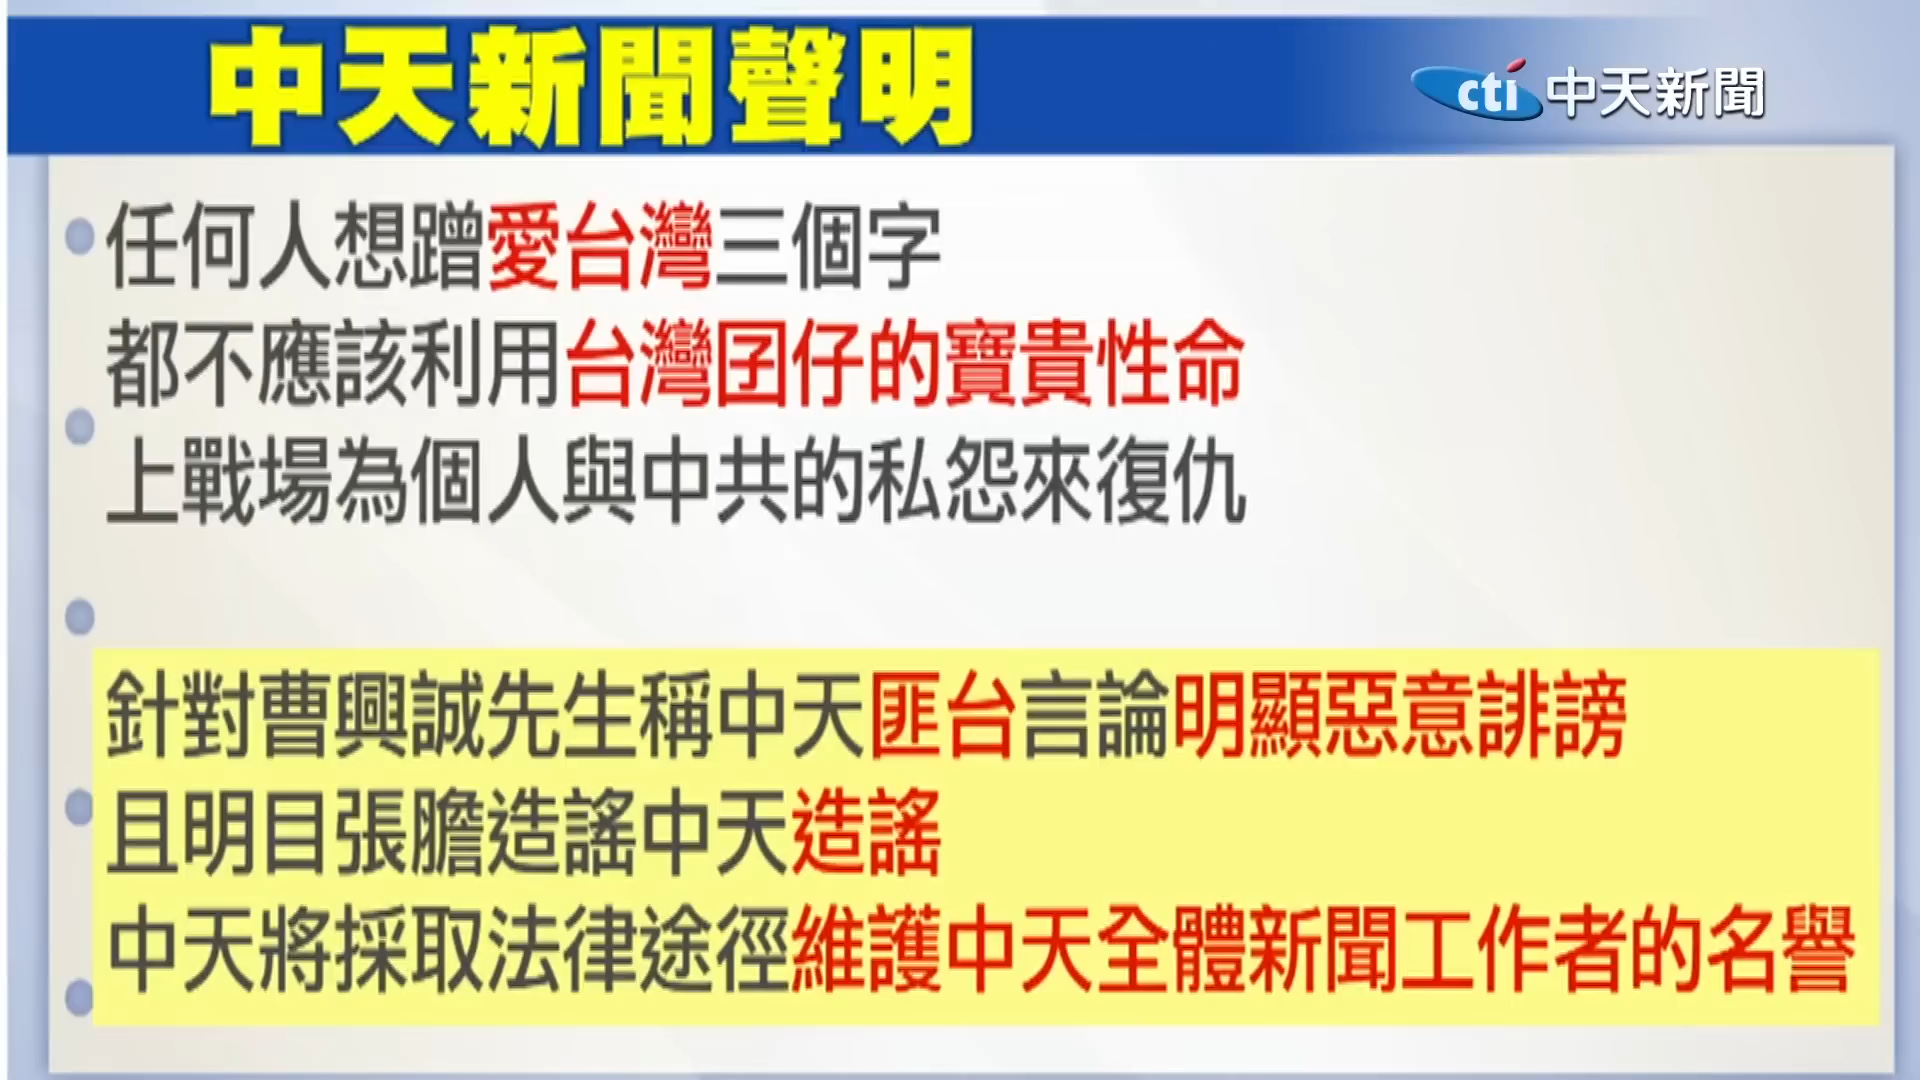 中天新聞聲明
cti 中天新聞
任何人想蹭愛台灣三個字
都不應該利用台灣囝仔的寶貴性命
上戰場為個人與中共的私怨來復仇
針對曹興誠先生稱中天匪台言論明顯惡意誹謗
且明目張膽造謠中天造謠
中天將採取法律途徑維護中天全體新聞工作者的名譽